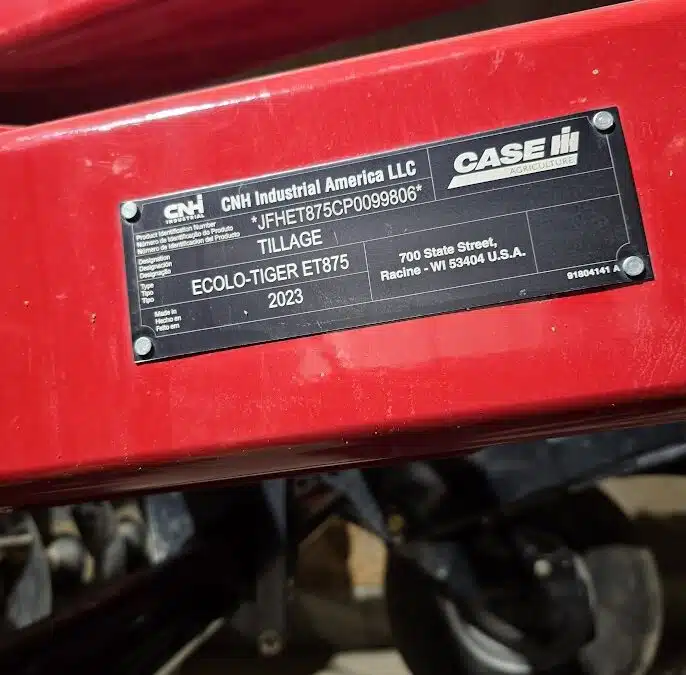 CNH
INDUSTRIAL
CNH Industrial America LLC
CASE IH
AGRICULTURE
Product Identification Number
Número de Identificação do Produto
Número de Identificacion del Producto
*JFHET875CP0099806*
Designation
Designación
Designação
TILLAGE
Type
Tipo
Tipo
ECOLO-TIGER ET875
700 State Street,
Racine - WI 53404 U.S.A.
Made in
Hecho en
Feito em
2023
91804141 A